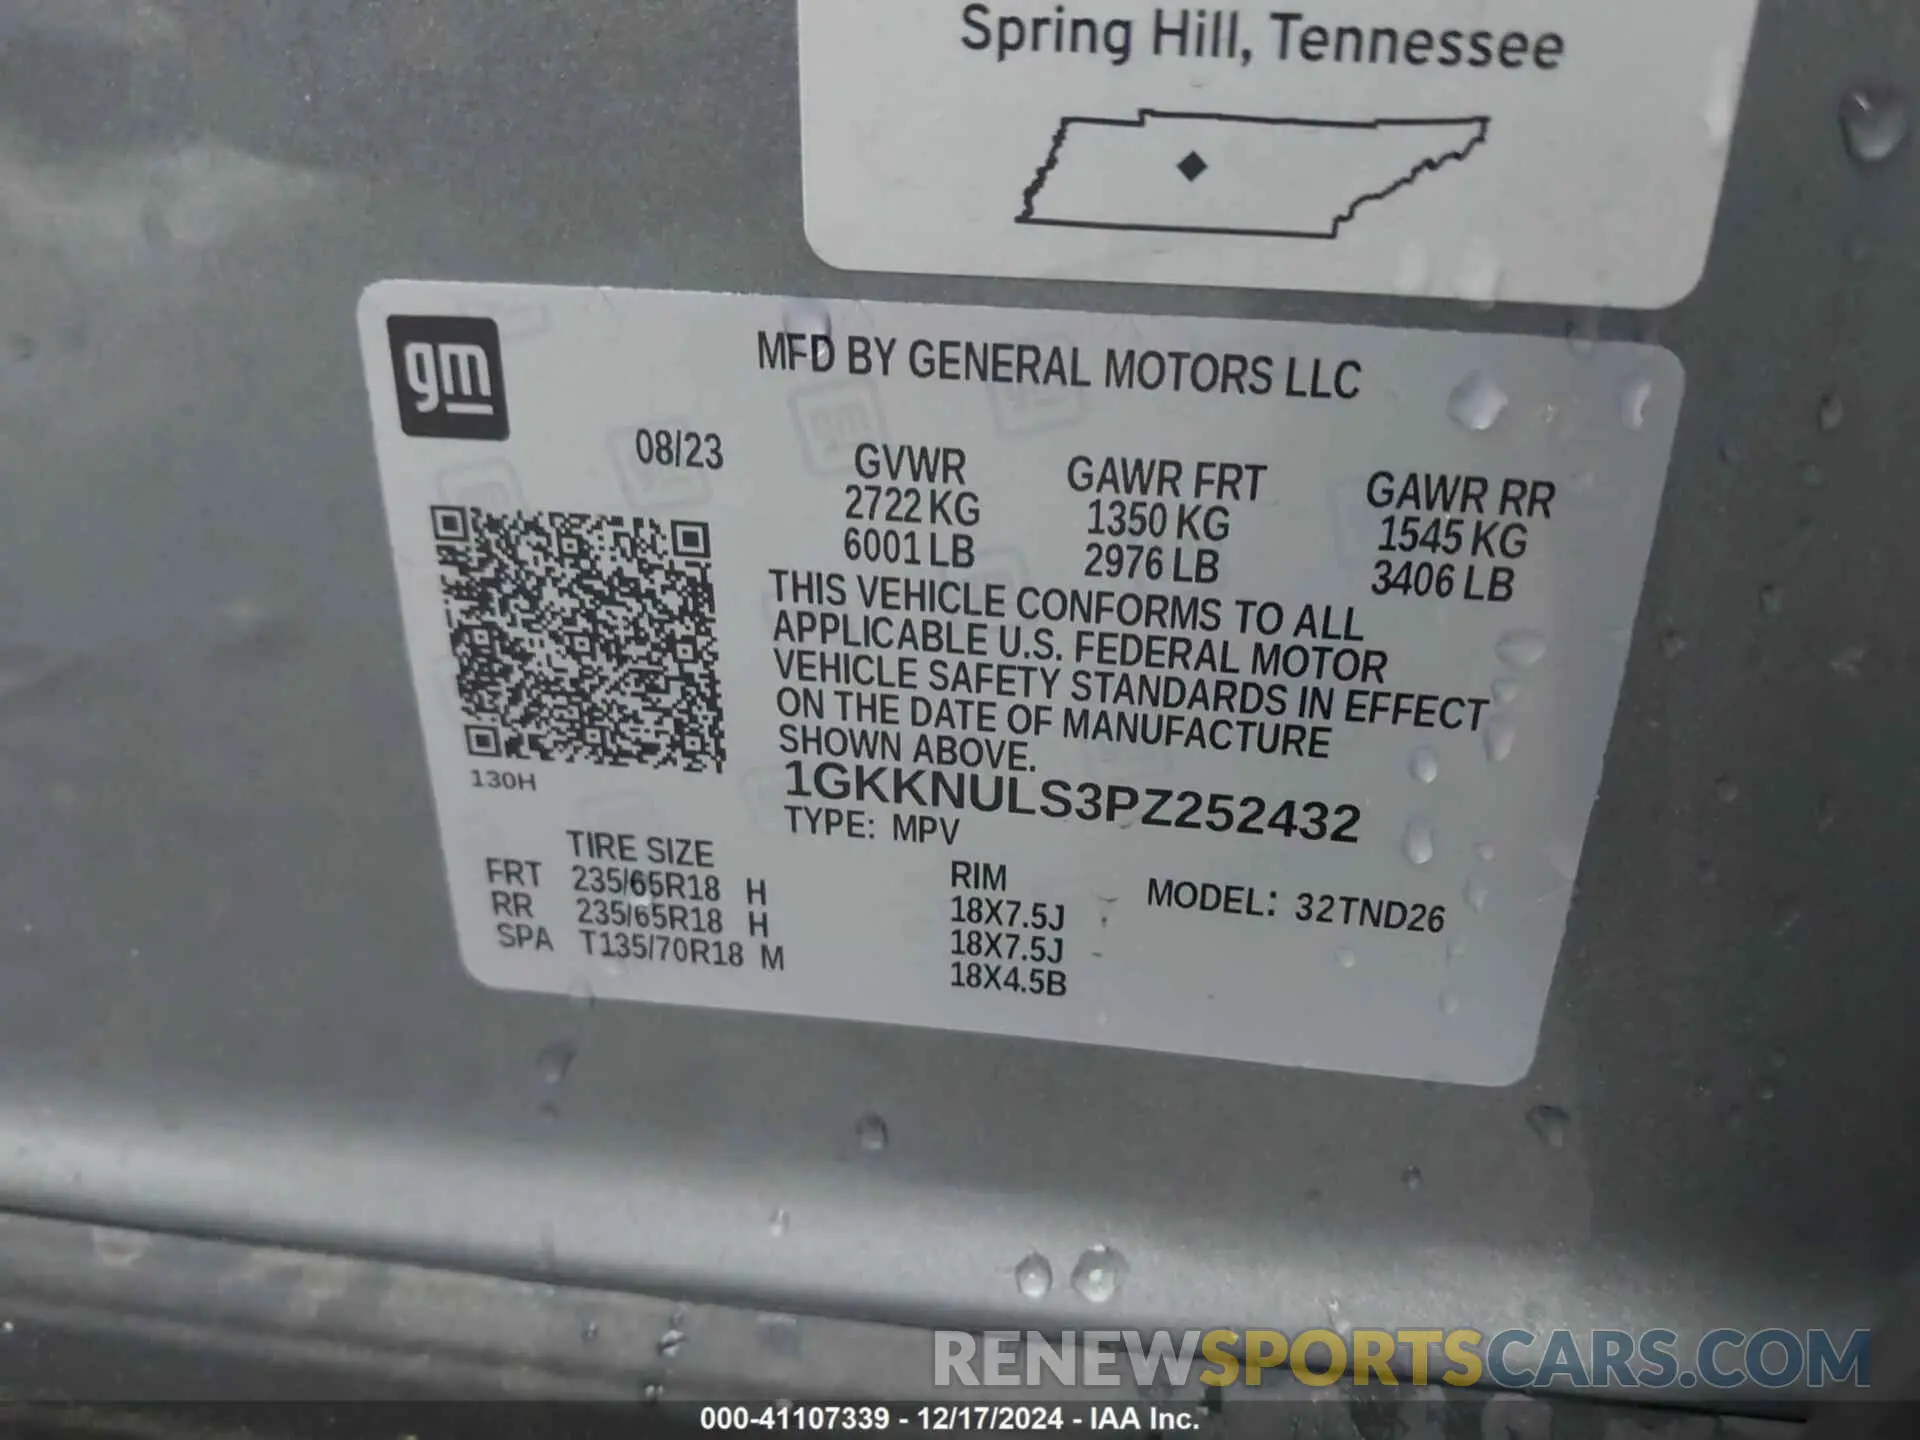 Spring Hill, Tennessee
gm
MFD BY GENERAL MOTORS LLC
08/23
GVWR
2722 KG
6001 LB
GAWR FRT
1350 KG
2976 LB
GAWR RR
1545 KG
3406 LB
THIS VEHICLE CONFORMS TO ALL
APPLICABLE U.S. FEDERAL MOTOR
VEHICLE SAFETY STANDARDS IN EFFECT
ON THE DATE OF MANUFACTURE
SHOWN ABOVE.
130H
1GKKNULS3PZ252432
TYPE: MPV
TIRE SIZE
FRT 235/65R18 H
RR 235/65R18 H
SPA T135/70R18 M
RIM
18X7.5J
18X7.5J
18X4.5B
MODEL: 32TND26
RENEWSPORTSCARS.COM
000-41107339 - 12/17/2024 - IAA Inc.